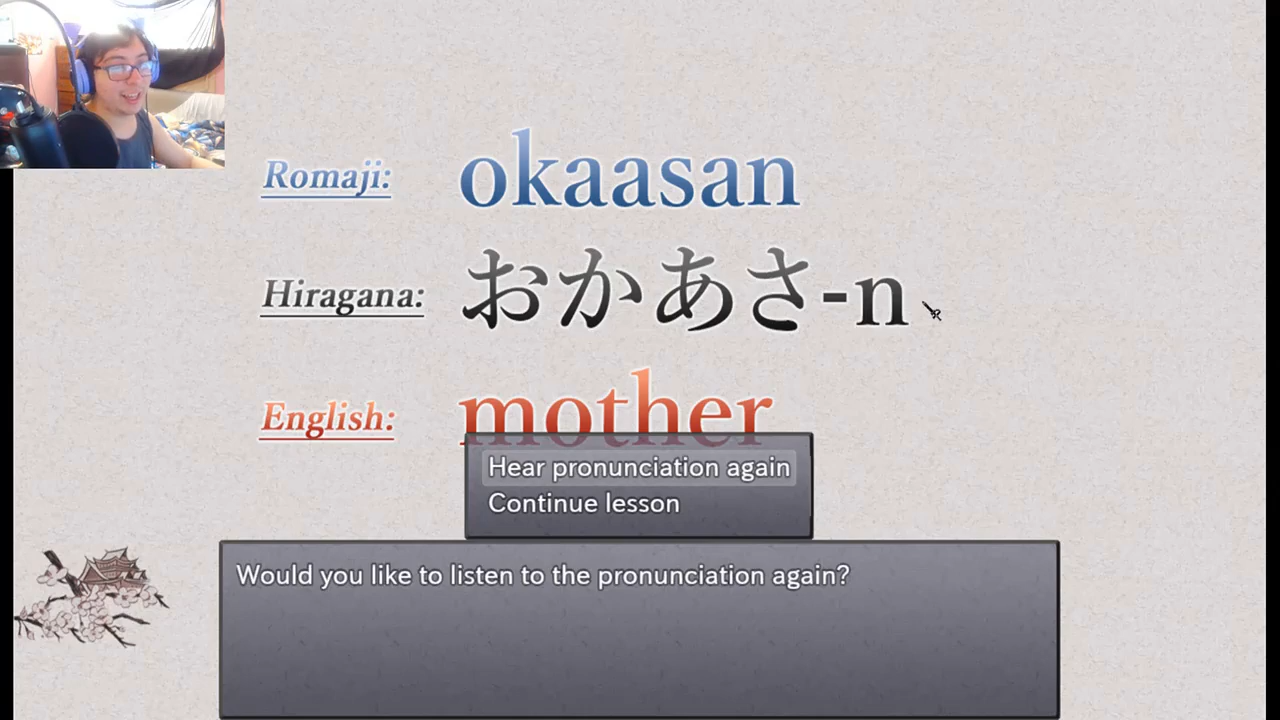 Romaji: okaasan
Hiragana: おかあさ-n
English: mother
Hear pronunciation again
Continue lesson
Would you like to listen to the pronunciation again?